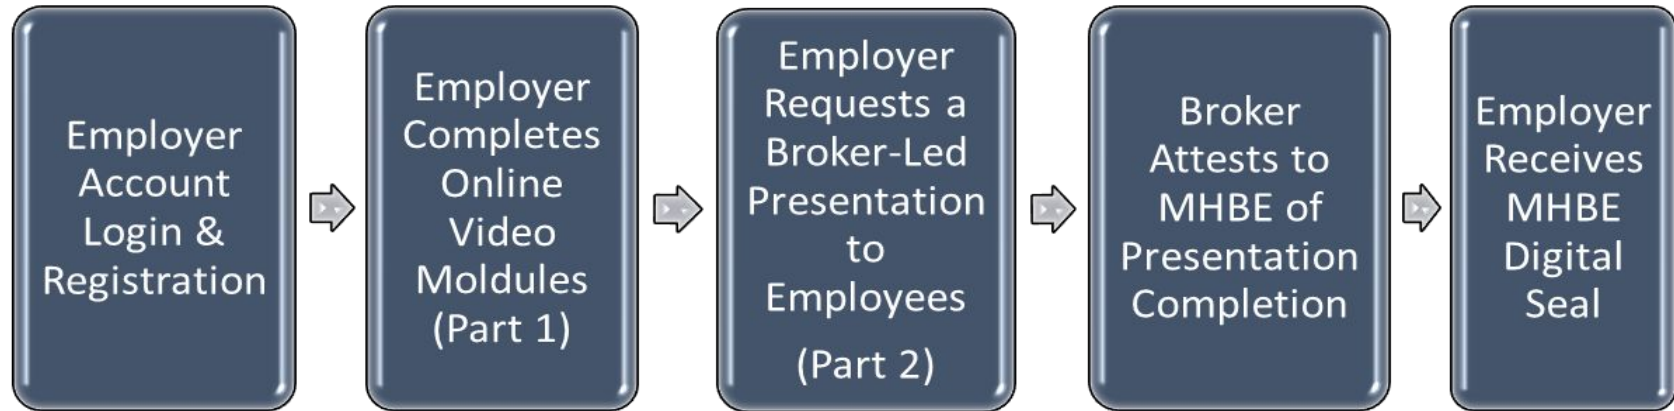 Employer
Account
Login &
Registration
Employer
Completes
Online
Video
Moldules
(Part 1)
Employer
Requests a
Broker-Led
Presentation
to
Employees
(Part 2)
Broker
Attests to
MHBE of
Presentation
Completion
Employer
Receives
MHBE
Digital
Seal